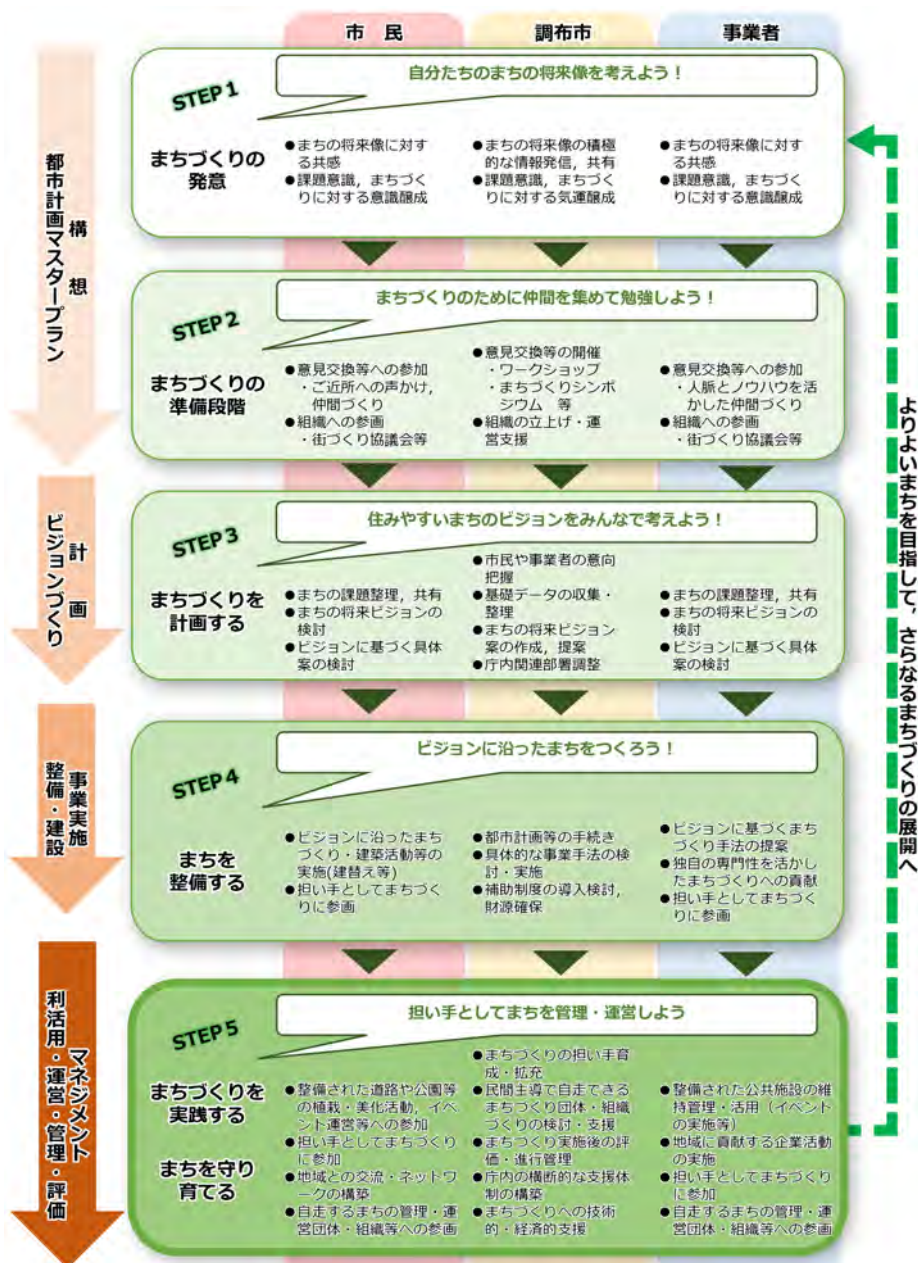 市 民
調布市
事業者
構 想
都市計画マスタープラン
STEP1
自分たちのまちの将来像を考えよう！
まちづくりの
発意
●まちの将来像に対す
る共感
●課題意識，まちづく
りに対する意識醸成
●まちの将来像の積極
的な情報発信，共有
●課題意識，まちづく
りに対する気運醸成
●まちの将来像に対す
る共感
●課題意識，まちづく
りに対する意識醸成
STEP2
まちづくりのために仲間を集めて勉強しよう！
まちづくりの
準備段階
●意見交換等への参加
・ご近所への声かけ，
仲間づくり
●組織への参画
・街づくり協議会等
●意見交換等の開催
・ワークショップ
・まちづくりシンポ
ジウム 等
●組織の立上げ・運
営支援
●意見交換等への参加
・人脈とノウハウを活
かした仲間づくり
●組織への参画
・街づくり協議会等
計 画
ビジョンづくり
STEP3
住みやすいまちのビジョンをみんなで考えよう！
まちづくりを
計画する
●まちの課題整理，共有
●まちの将来ビジョンの
検討
●ビジョンに基づく具体
案の検討
●市民や事業者の意向
把握
●基礎データの収集・
整理
●まちの将来ビジョン
案の作成，提案
●庁内関連部署調整
●まちの課題整理，共有
●まちの将来ビジョンの
検討
●ビジョンに基づく具体
案の検討
事業実施
整備・建設
STEP4
ビジョンに沿ったまちをつくろう！
まちを
整備する
●ビジョンに沿ったまち
づくり・建築活動等の
実施(建替え等)
●担い手としてまちづく
りに参画
●都市計画等の手続き
●具体的な事業手法の検
討・実施
●補助制度の導入検討，
財源確保
●ビジョンに基づくまち
づくり手法の提案
●独自の専門性を活かし
たまちづくりへの貢献
●担い手としてまちづく
りに参画
マネジメント
利活用・運営・管理・評価
STEP5
担い手としてまちを管理・運営しよう
まちづくりを
実践する
まちを守り
育てる
●整備された道路や公園等
の植栽・美化活動，イベ
ント運営等への参加
●担い手としてまちづくり
に参加
●地域との交流・ネットワ
ークの構築
●自走するまちの管理・運
営団体・組織等への参画
●まちづくりの担い手育
成・拡充
●民間主導で自走できる
まちづくり団体・組織
づくりの検討・支援
●まちづくり実施後の評
価・進行管理
●庁内の横断的な支援体
制の構築
●まちづくりへの技術
的・経済的支援
●整備された公共施設の維
持管理・活用（イベント
の実施等）
●地域に貢献する企業活動
の実施
●担い手としてまちづくり
に参加
●自走するまちの管理・運
営団体・組織等への参画
よりよいまちを目指して，さらなるまちづくりの展開へ